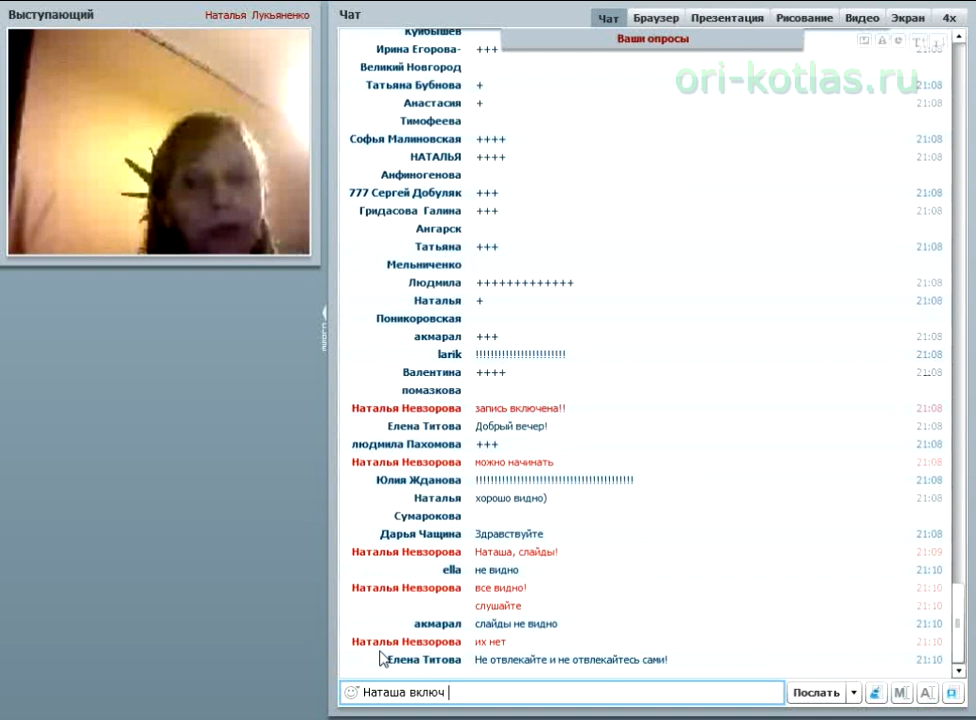 Выступающий
Наталья Лукьяненко
Чат
Чат Браузер Презентация Рисование Видео Экран 4x
Ваши опросы
ori-kotlas.ru
Куйбышев
Ирина Егорова- +++ 21:08
Великий Новгород
Татьяна Бубнова + 21:08
Анастасия + 21:08
Тимофеева
Софья Малиновская ++++ 21:08
НАТАЛЬЯ ++++ 21:08
Анфиногенова
777 Сергей Добуляк +++ 21:08
Гридасова Галина +++ 21:08
Ангарск
Татьяна +++ 21:08
Мельниченко
Людмила +++++++++++++ 21:08
Наталья + 21:08
Поникоровская
акмарал +++ 21:08
larik !!!!!!!!!!!!!!!!!!!!!!!! 21:08
Валентина ++++ 21:08
помазкова
Наталья Невзорова запись включена!! 21:08
Елена Титова Добрый вечер! 21:08
людмила Пахомова +++ 21:08
Наталья Невзорова можно начинать 21:08
Юлия Жданова !!!!!!!!!!!!!!!!!!!!!!!!!!!!!!!!!!!!!!!!!! 21:08
Наталья хорошо видно) 21:08
Сумарокова
Дарья Чащина Здравствуйте 21:08
Наталья Невзорова Наташа, слайды! 21:09
ella не видно 21:10
Наталья Невзорова все видно! 21:10
слушайте 21:10
акмарал слайды не видно 21:10
Наталья Невзорова их нет 21:10
Елена Титова Не отвлекайте и не отвлекайтесь сами! 21:10
Наташа включ
Послать